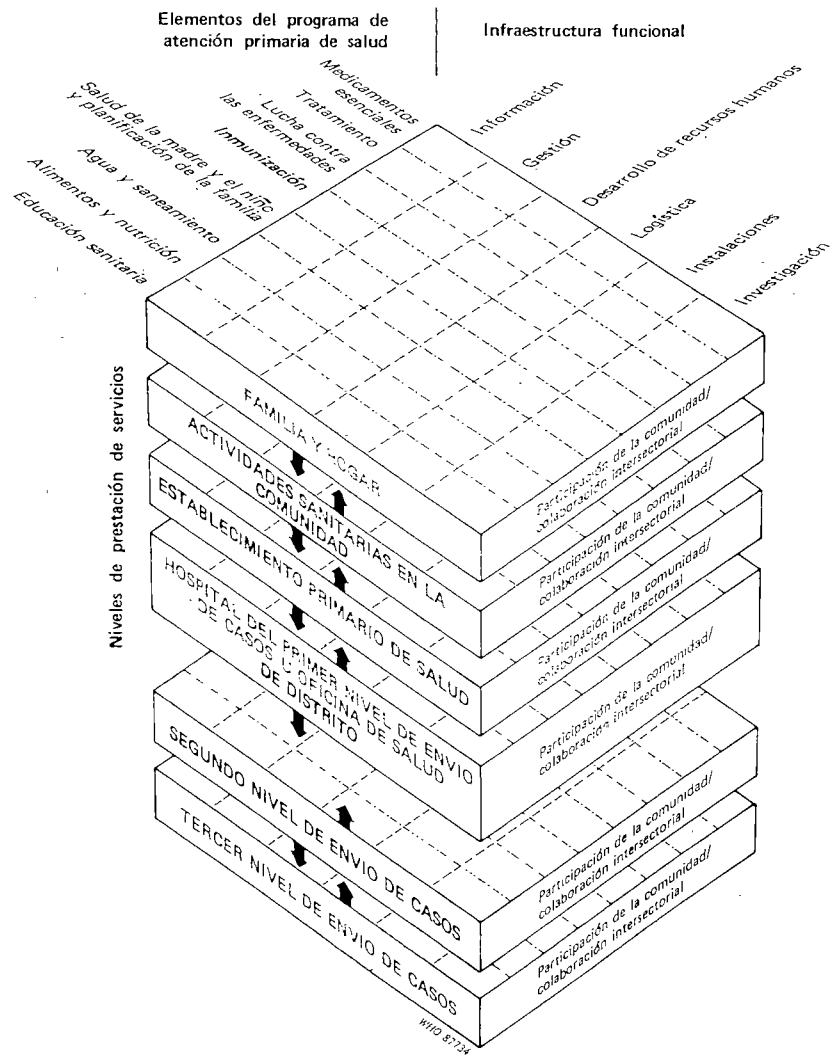 Elementos del programa de
atención primaria de salud
Infraestructura funcional
Medicamentos
esenciales
Tratamiento
Lucha contra
las enfermedades
Inmunización
Salud de la madre y el niño
y planificación de la familia
Agua y saneamiento
Alimentos y nutrición
Educación sanitaria
Información
Gestión
Desarrollo de recursos humanos
Logística
Instalaciones
Investigación
Niveles de prestación de servicios
FAMILIA Y HOGAR
Participación de la comunidad/
colaboración intersectorial
ACTIVIDADES SANITARIAS EN LA
COMUNIDAD
Participación de la comunidad/
colaboración intersectorial
ESTABLECIMIENTO PRIMARIO DE SALUD
Participación de la comunidad/
colaboración intersectorial
HOSPITAL DEL PRIMER NIVEL DE ENVIO
DE CASOS U OFICINA DE SALUD
DE DISTRITO
Participación de la comunidad/
colaboración intersectorial
SEGUNDO NIVEL DE ENVIO DE CASOS
Participación de la comunidad/
colaboración intersectorial
TERCER NIVEL DE ENVIO DE CASOS
Participación de la comunidad/
colaboración intersectorial
WHO 87734